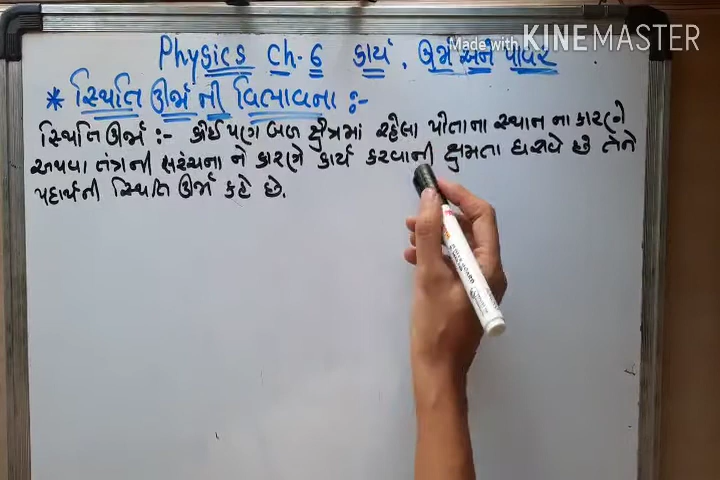 Made with KINEMASTER
Physics Ch-6 કાર્ય, ઊર્જા અને પાવર
* સ્થિતિ ઊર્જા ની વિભાવના :-
સ્થિતિ ઊર્જા :- કોઈ પણ બળ ક્ષેત્રમાં રહેલા પોતાના સ્થાન ના કારણે
અથવા તંત્રની સંરચના ને કારણે કાર્ય કરવાની ક્ષમતા ધરાવે છે તેને
પદાર્થની સ્થિતિ ઊર્જા કહે છે.